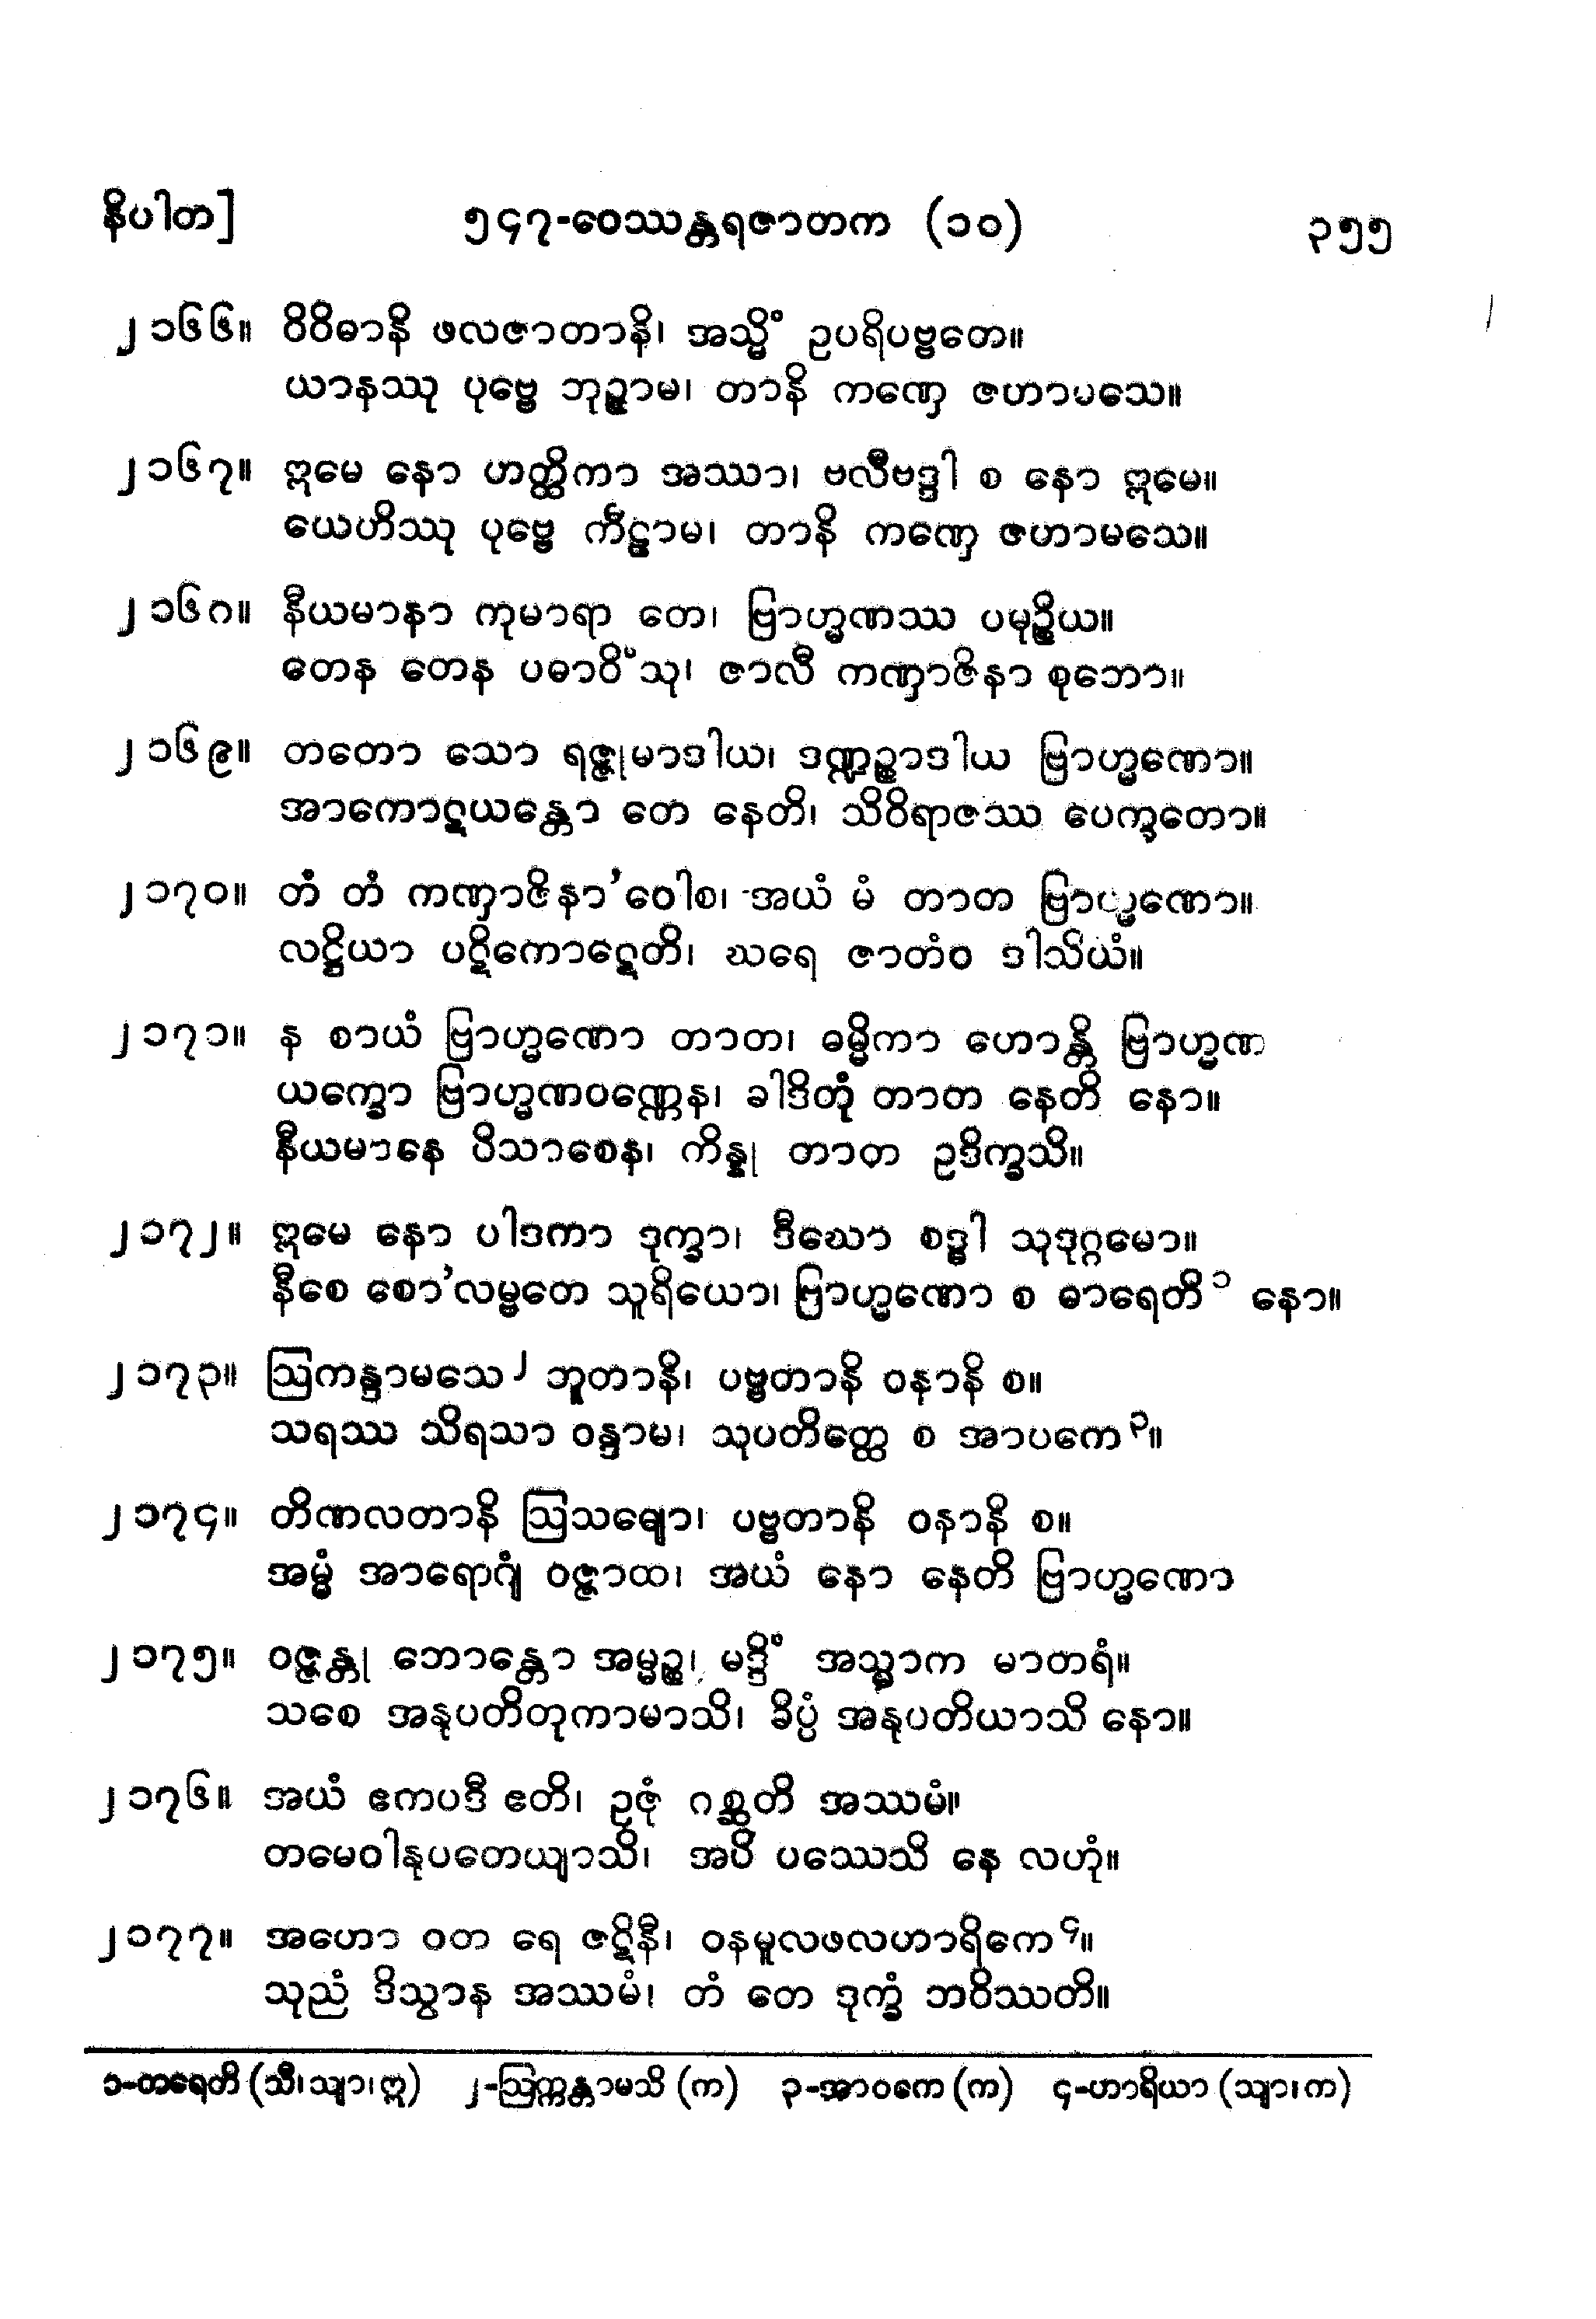 နိပါတ]
၅၄၇-ဝေဿန္တရဇာတက (၁၀)
၃၅၅
၂၁၆၆။ ဝိဝိဓာနိ ဖလဇာတာနိ၊ အသ္မိံ ဥပရိပဗ္ဗတေ။
ယာနဿု ပုဗ္ဗေ ဘုဉ္ဇာမ၊ တာနိ ကဏှေ ဇဟာမသေ။
၂၁၆၇။ ဣမေ နော ဟတ္ထိကာ အဿာ၊ ဗလီဗဒ္ဒါ စ နော ဣမေ။
ယေဟိဿု ပုဗ္ဗေ ကီဠာမ၊ တာနိ ကဏှေ ဇဟာမသေ။
၂၁၆၈။ နီယမာနာ ကုမာရာ တေ၊ ဗြာဟ္မဏဿ ပမုဉ္စိယ။
တေန တေန ပဓာဝိံသု၊ ဇာလီ ကဏှာဇိနာ စုဘော။
၂၁၆၉။ တတော သော ရဇ္ဇုမာဒါယ၊ ဒဏ္ဍဉ္စာဒါယ ဗြာဟ္မဏော။
အာကောဋယန္တော တေ နေတိ၊ သိဝိရာဇဿ ပေက္ခတော။
၂၁၇၀။ တံ တံ ကဏှာဇိနာ’ဝေါစ၊ အယံ မံ တာတ ဗြာဟ္မဏော။
လဋ္ဌိယာ ပဋိကောဋေတိ၊ ဃရေ ဇာတံဝ ဒါသိယံ။
၂၁၇၁။ န စာယံ ဗြာဟ္မဏော တာတ၊ ဓမ္မိကာ ဟောန္တိ ဗြာဟ္မဏ
ယက္ခော ဗြာဟ္မဏဝဏ္ဏေန၊ ခါဒိတုံ တာတ နေတိ နော။
နီယမာနေ ပိသာစေန၊ ကိန္နု တာတ ဥဒိက္ခသိ။
၂၁၇၂။ ဣမေ နော ပါဒကာ ဒုက္ခာ၊ ဒီဃော စဒ္ဓါ သုဒုဂ္ဂမော။
နီစေ စော’လမ္ဗတေ သူရိယော၊ ဗြာဟ္မဏော စ ဓာရေတိ ၁ နော။
၂၁၇၃။ ဩကန္ဒာမသေ ၂ ဘူတာနိ၊ ပဗ္ဗတာနိ ဝနာနိ စ။
သရဿ သိရသာ ဝန္ဒာမ၊ သုပတိတ္ထေ စ အာပကေ ၃။
၂၁၇၄။ တိဏလတာနိ ဩသဓျော၊ ပဗ္ဗတာနိ ဝနာနိ စ။
အမ္မံ အာရောဂျံ ဝဇ္ဇာထ၊ အယံ နော နေတိ ဗြာဟ္မဏော
၂၁၇၅။ ဝဇ္ဇန္တု ဘောန္တော အမ္မဉ္စ၊ မဒ္ဒိံ အသ္မာက မာတရံ။
သစေ အနုပတိတုကာမာသိ၊ ခိပ္ပံ အနုပတိယာသိ နော။
၂၁၇၆။ အယံ ဧကပဒီ ဧတိ၊ ဥဇုံ ဂစ္ဆတိ အဿမံ။
တမေဝါနုပတေယျာသိ၊ အပိ ပဿေသိ နေ လဟုံ။
၂၁၇၇။ အဟော ဝတ ရေ ဇဋိနီ၊ ဝနမူလဖလဟာရိကေ ၄။
သုညံ ဒိသွာန အဿမံ၊ တံ တေ ဒုက္ခံ ဘဝိဿတိ။
၁-တရေတိ (သီ၊ သျာ၊ ဣ) ၂-ဩက္ကန္တာမသိ (က) ၃-အာဝကေ (က) ၄-ဟာရိယာ (သျာ၊ က)